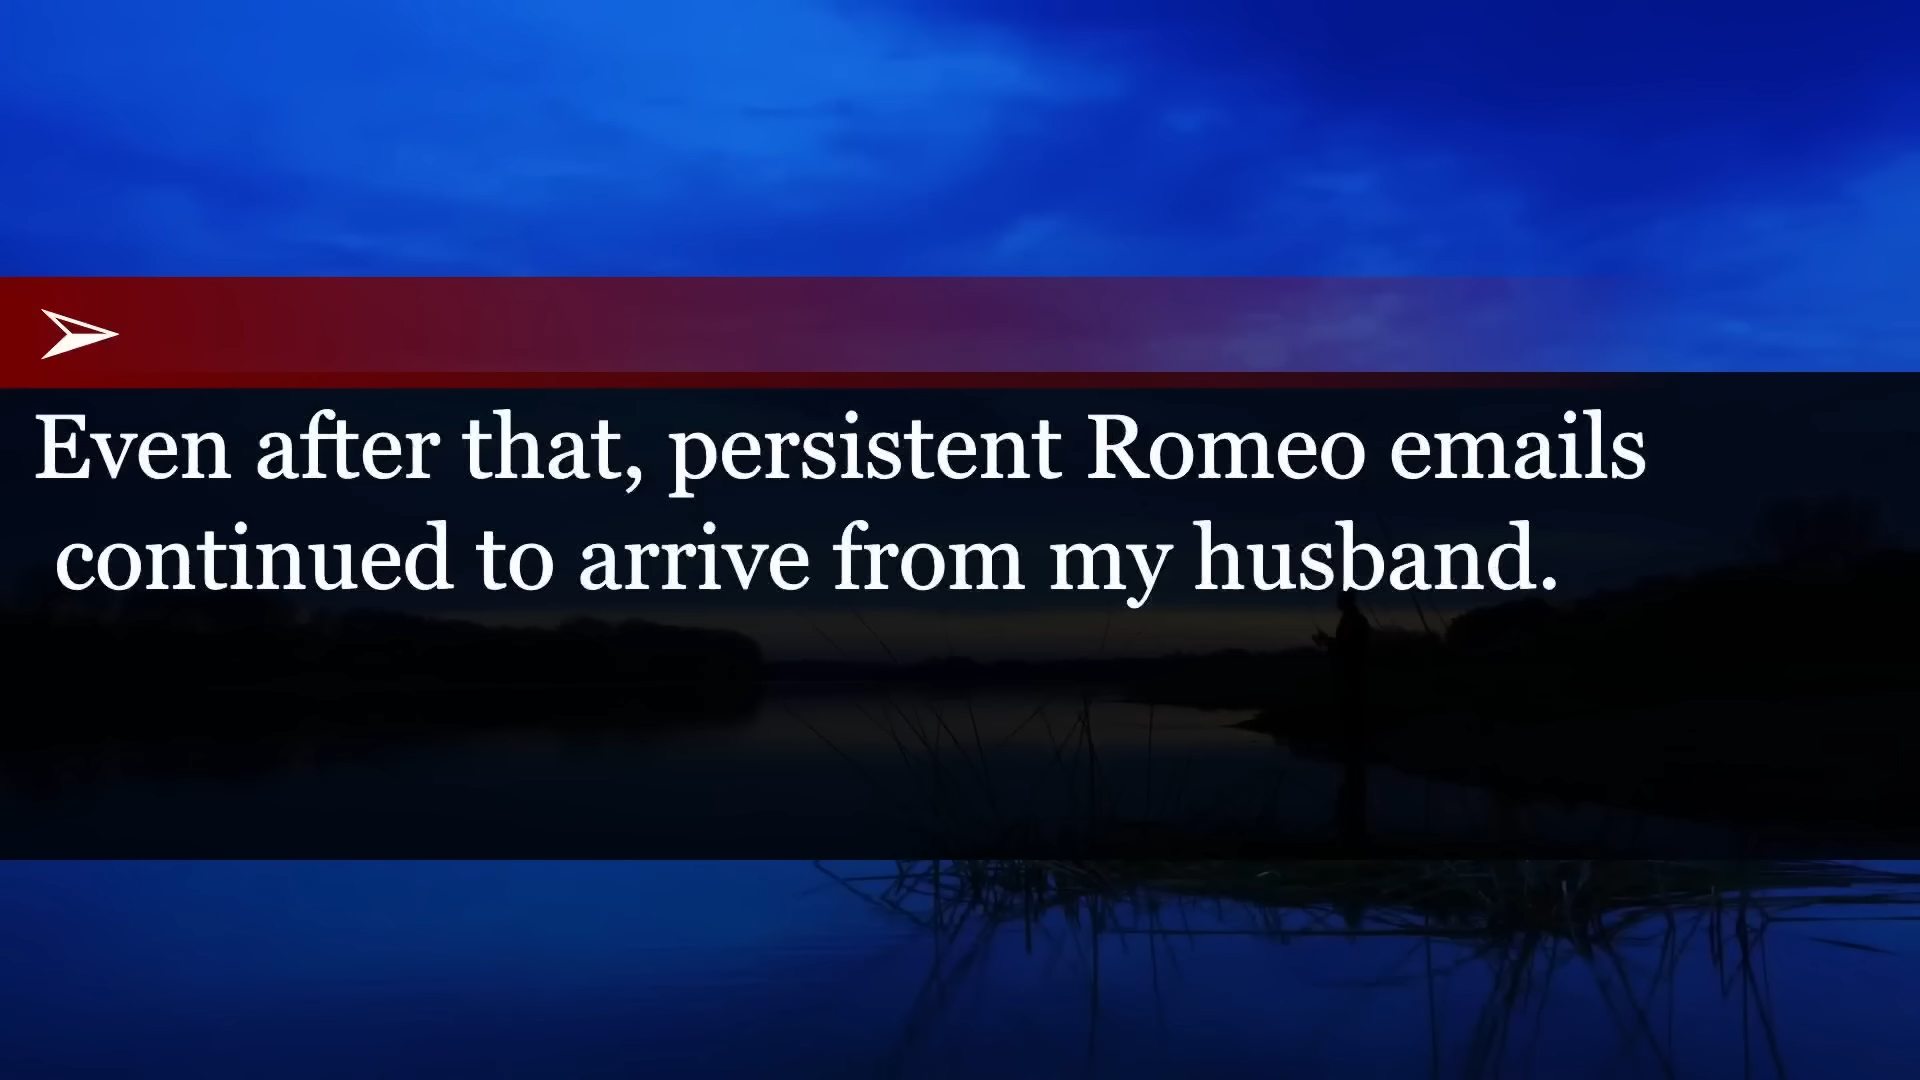 Even after that, persistent Romeo emails
continued to arrive from my husband.